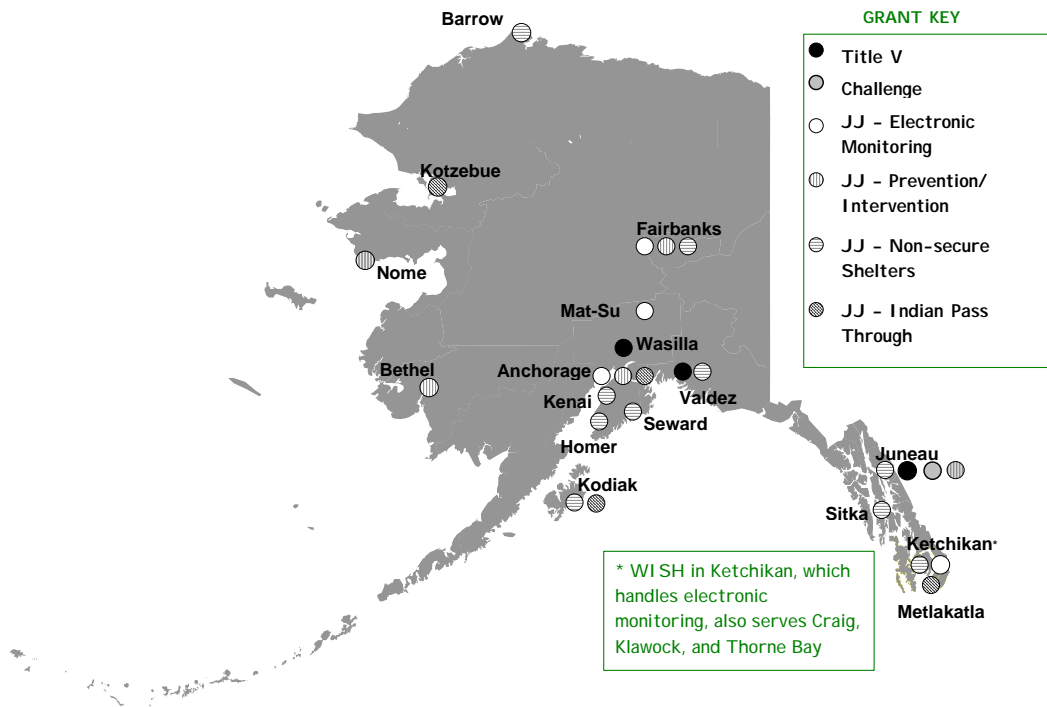 Barrow
Kotzebue
Nome
Fairbanks
Mat-Su
Wasilla
Bethel
Anchorage
Valdez
Kenai
Seward
Homer
Kodiak
Juneau
Sitka
Ketchikan*
Metlakatla
GRANT KEY
Title V
Challenge
JJ - Electronic
Monitoring
JJ - Prevention/
Intervention
JJ - Non-secure
Shelters
JJ - Indian Pass
Through
* WISH in Ketchikan, which
handles electronic
monitoring, also serves Craig,
Klawock, and Thorne Bay